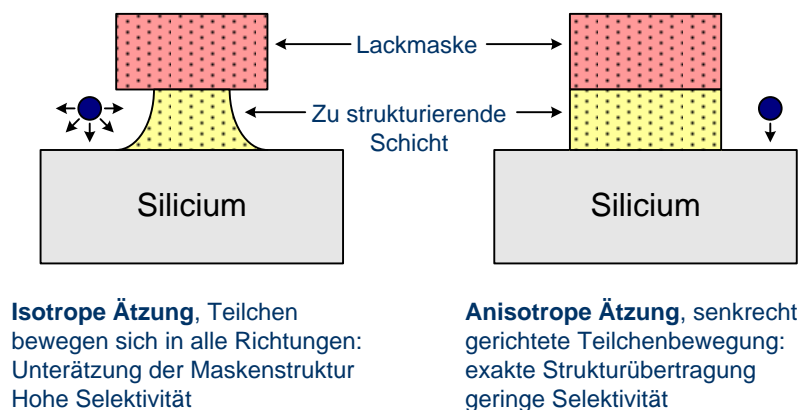 Lackmaske
Zu strukturierende
Schicht
Silicium
Silicium
Isotrope Ätzung, Teilchen
bewegen sich in alle Richtungen:
Unterätzung der Maskenstruktur
Hohe Selektivität
Anisotrope Ätzung, senkrecht
gerichtete Teilchenbewegung:
exakte Strukturübertragung
geringe Selektivität